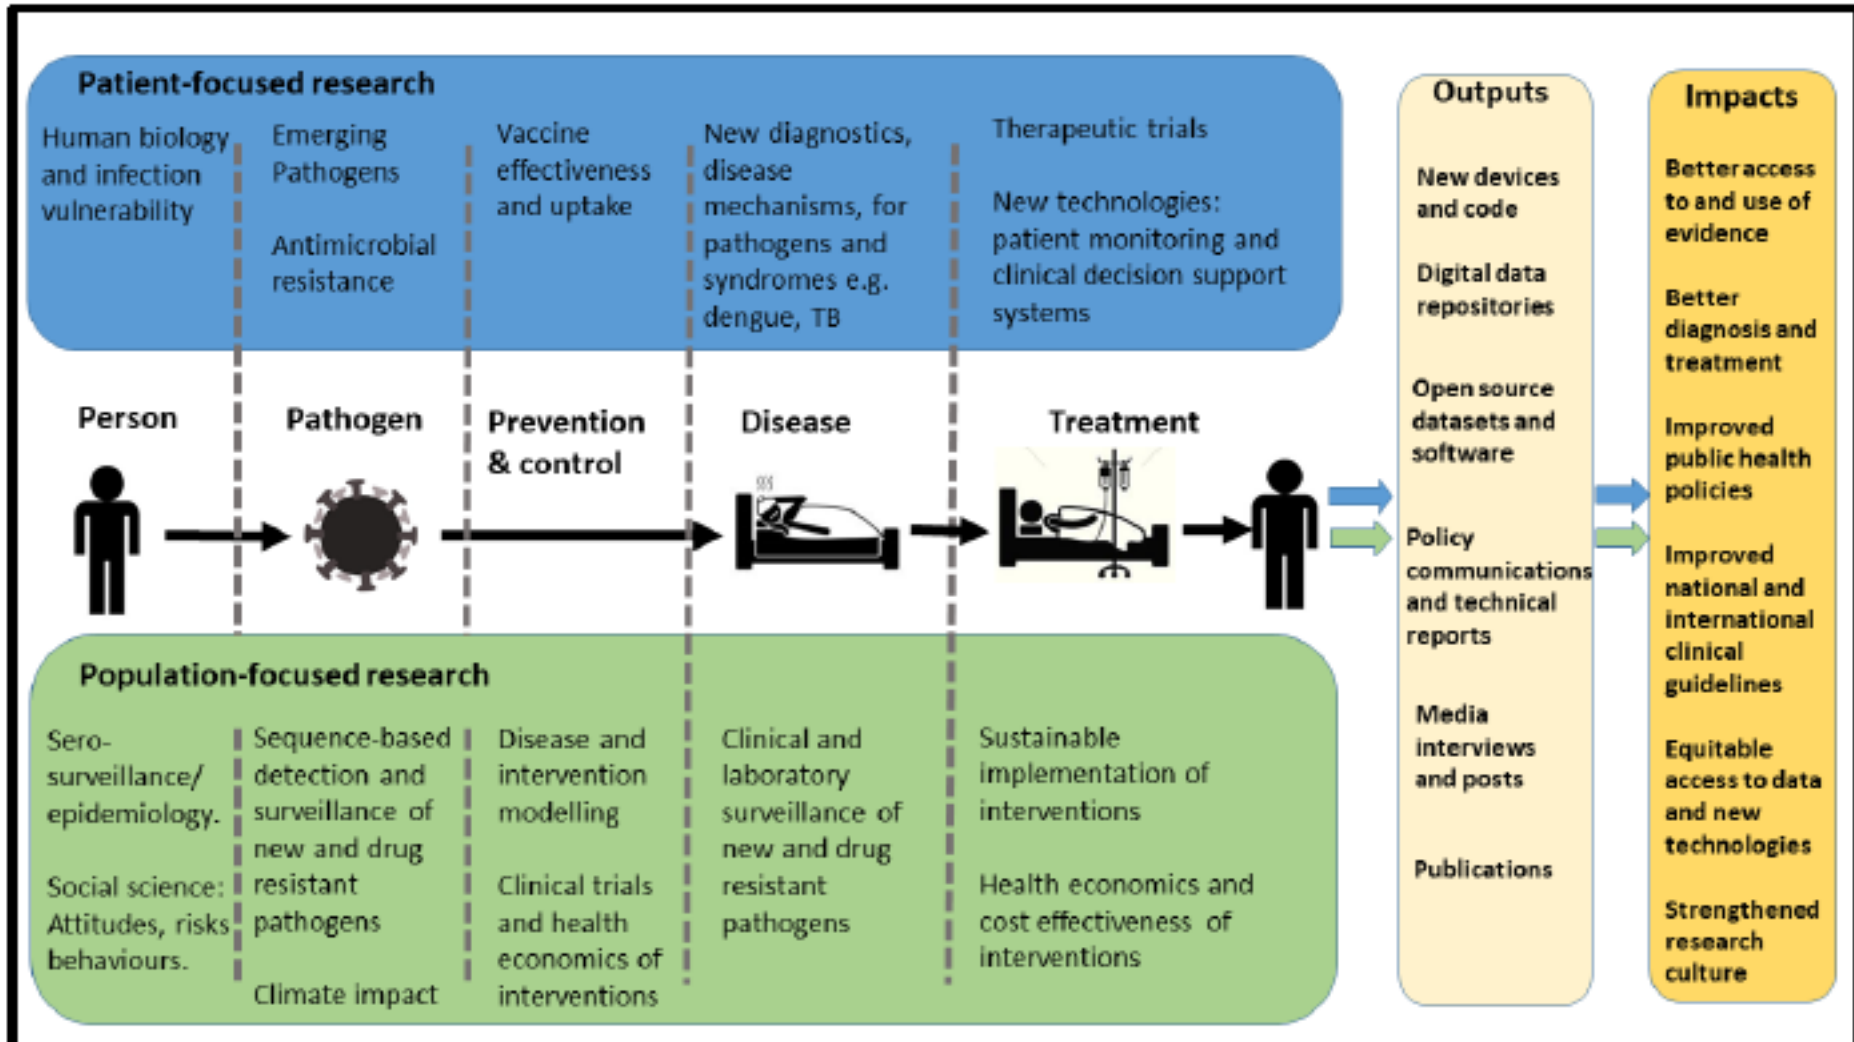 Patient-focused research
Human biology
and infection
vulnerability
Emerging
Pathogens
Antimicrobial
resistance
Vaccine
effectiveness
and uptake
New diagnostics,
disease
mechanisms, for
pathogens and
syndromes e.g.
dengue, TB
Therapeutic trials
New technologies:
patient monitoring and
clinical decision support
systems
Person
Pathogen
Prevention
& control
Disease
Treatment
Population-focused research
Sero-
surveillance/
epidemiology.
Social science:
Attitudes, risks
behaviours.
Sequence-based
detection and
surveillance of
new and drug
resistant
pathogens
Climate impact
Disease and
intervention
modelling
Clinical trials
and health
economics of
interventions
Clinical and
laboratory
surveillance of
new and drug
resistant
pathogens
Sustainable
implementation of
interventions
Health economics and
cost effectiveness of
interventions
Outputs
New devices
and code
Digital data
repositories
Open source
datasets and
software
Policy
communications
and technical
reports
Media
interviews
and posts
Publications
Impacts
Better access
to and use of
evidence
Better
diagnosis and
treatment
Improved
public health
policies
Improved
national and
international
clinical
guidelines
Equitable
access to data
and new
technologies
Strengthened
research
culture